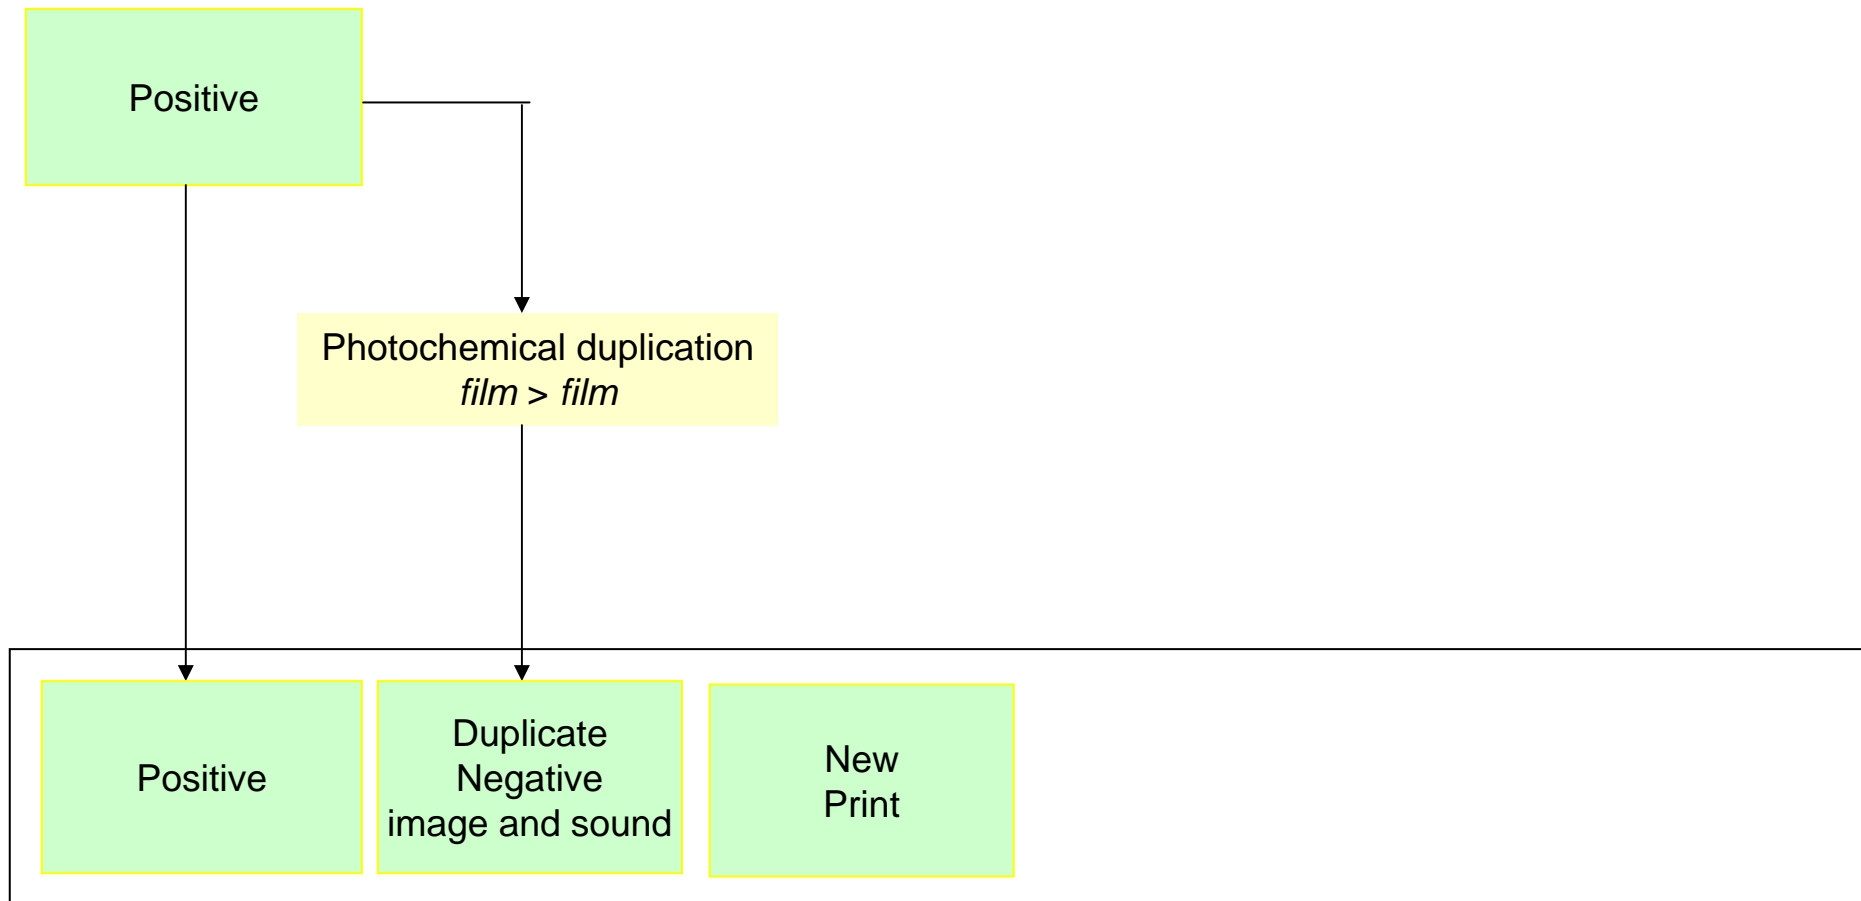 Positive
Photochemical duplication
film > film
Positive
Duplicate
Negative
image and sound
New
Print